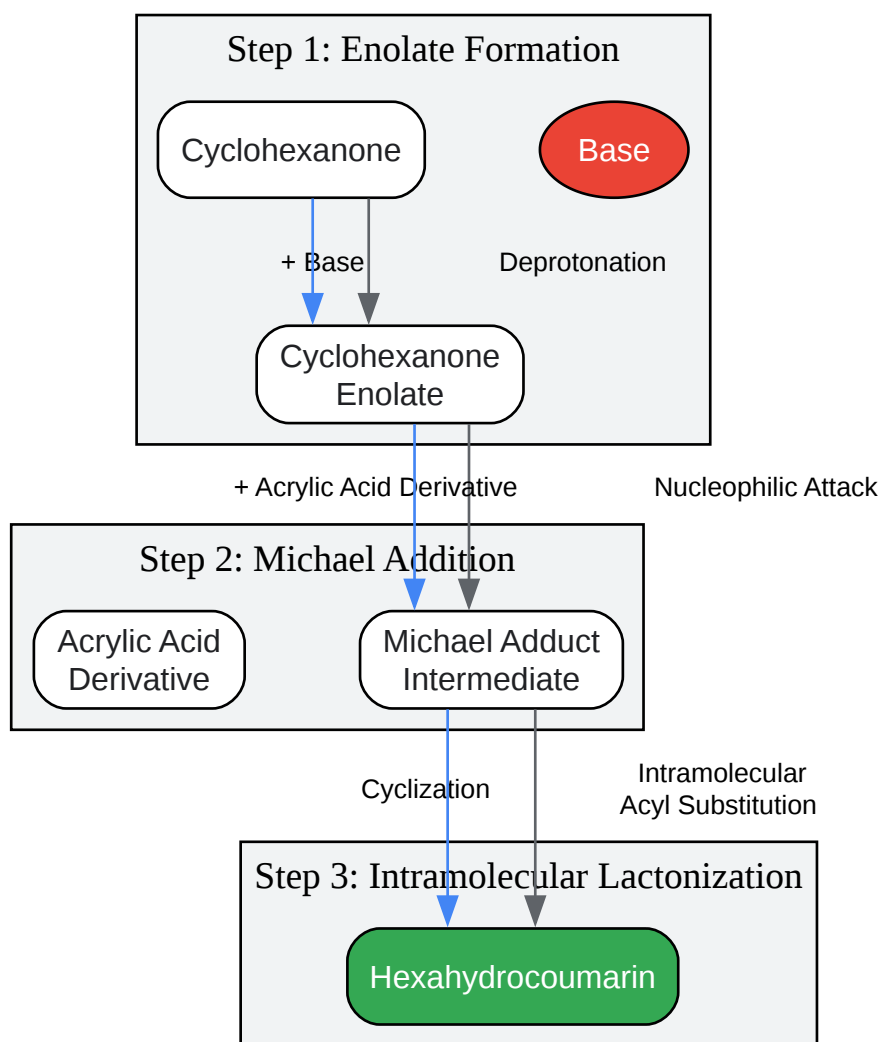 Step 1: Enolate Formation
Cyclohexanone
Base
+ Base
Deprotonation
Cyclohexanone
Enolate
+ Acrylic Acid Derivative
Nucleophilic Attack
Step 2: Michael Addition
Acrylic Acid
Derivative
Michael Adduct
Intermediate
Cyclization
Intramolecular
Acyl Substitution
Step 3: Intramolecular Lactonization
Hexahydrocoumarin